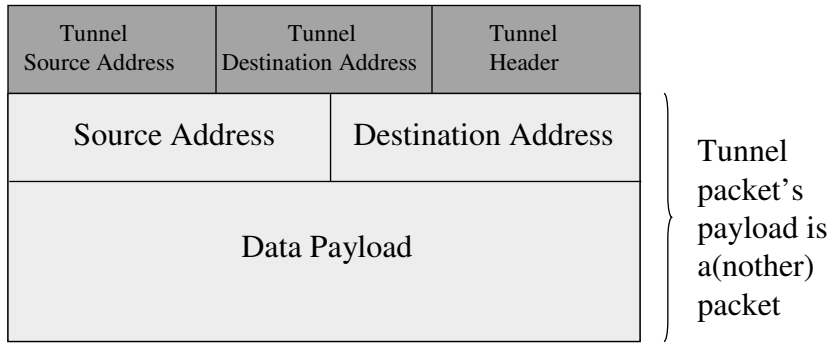 Tunnel
Source Address
Tunnel
Destination Address
Tunnel
Header
Source Address
Destination Address
Data Payload
Tunnel
packet's
payload is
a(nother)
packet